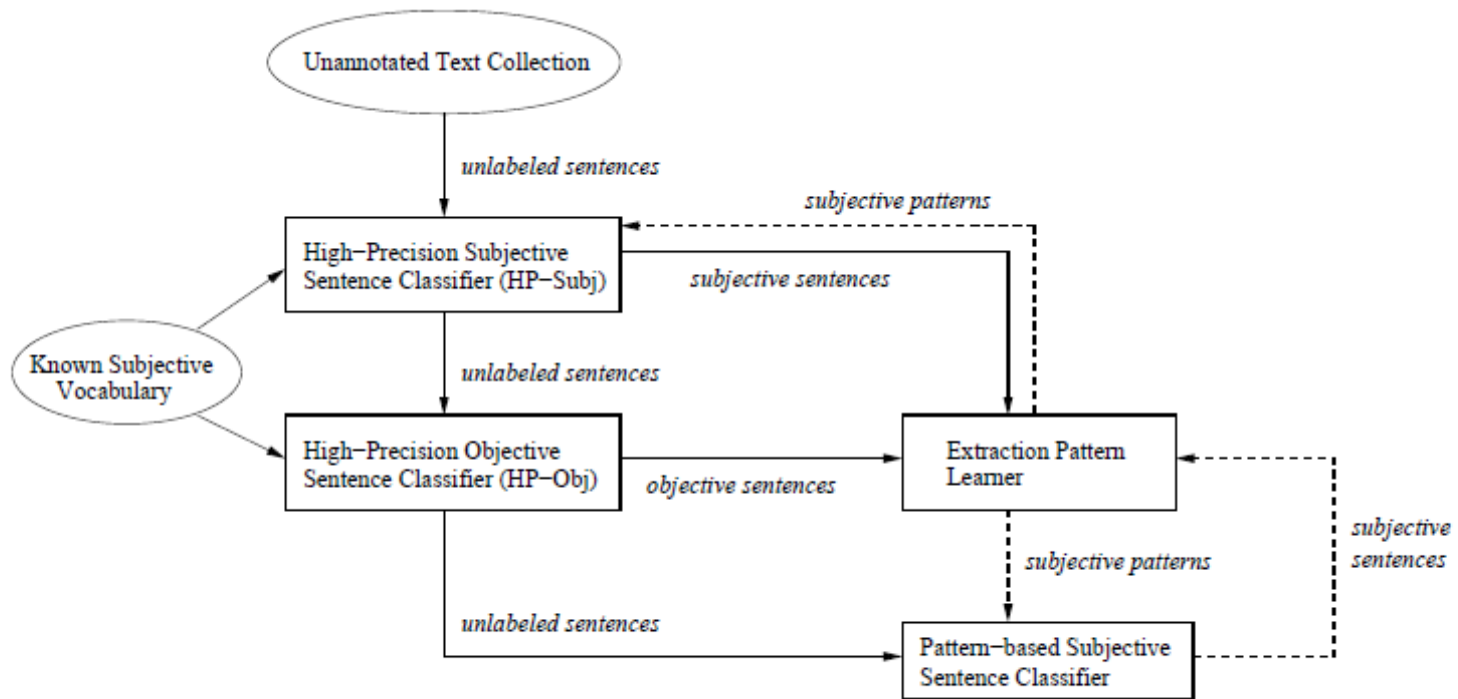 Unannotated Text Collection
unlabeled sentences
subjective patterns
High−Precision Subjective
Sentence Classifier (HP−Subj)
subjective sentences
Known Subjective
Vocabulary
unlabeled sentences
High−Precision Objective
Sentence Classifier (HP−Obj)
objective sentences
Extraction Pattern
Learner
subjective
sentences
subjective patterns
unlabeled sentences
Pattern−based Subjective
Sentence Classifier